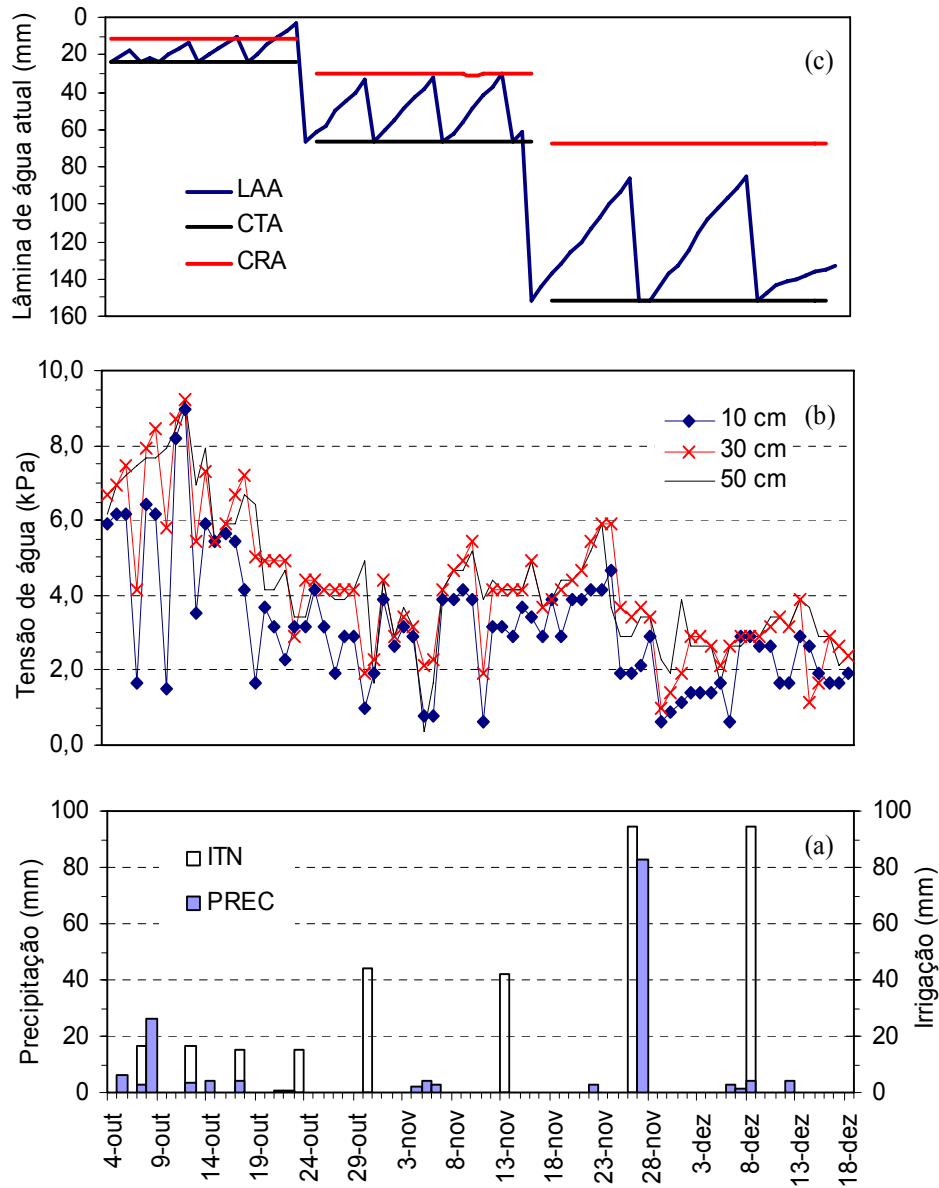 Lâmina de água atual (mm)
0
20
40
60
80
100
120
140
160
(c)
LAA
CTA
CRA
Tensão de água (kPa)
10,0
8,0
6,0
4,0
2,0
0,0
(b)
10 cm
30 cm
50 cm
Precipitação (mm)
100
80
60
40
20
0
(a)
ITN
PREC
100
80
60
40
20
0
Irrigação (mm)
4-out
9-out
14-out
19-out
24-out
29-out
3-nov
8-nov
13-nov
18-nov
23-nov
28-nov
3-dez
8-dez
13-dez
18-dez